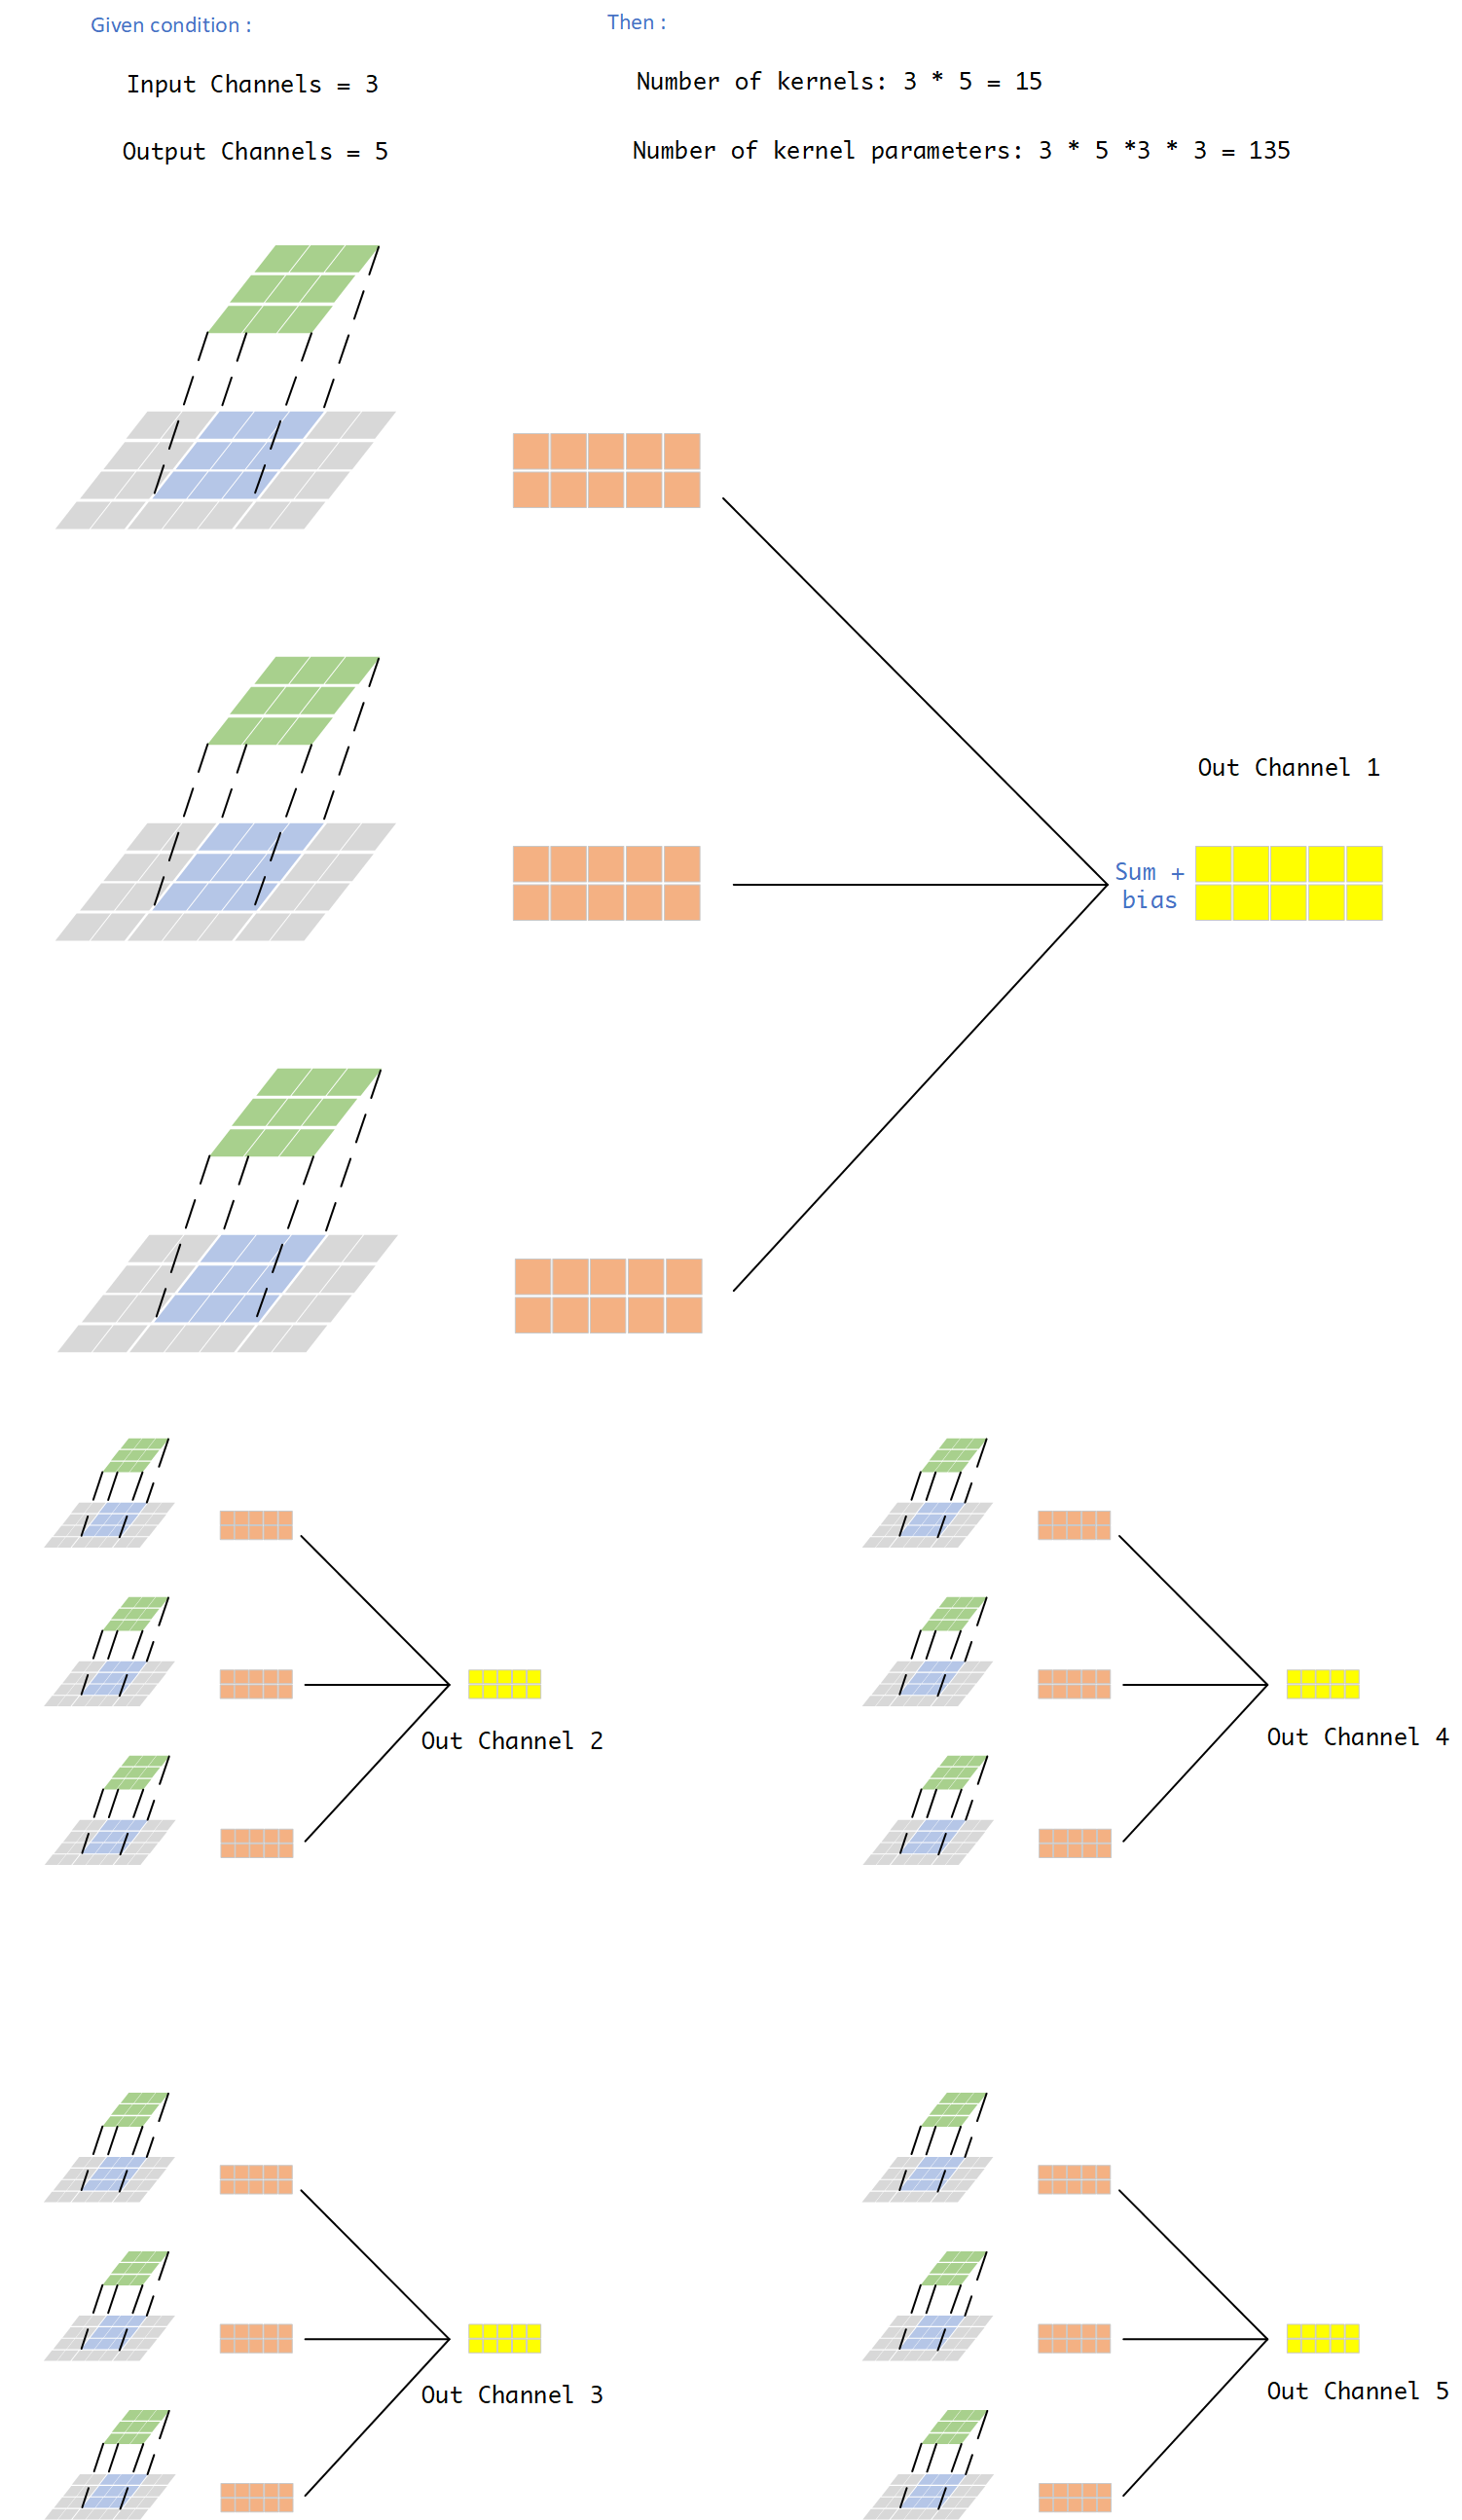 Given condition :
Then :
Input Channels = 3
Number of kernels: 3 * 5 = 15
Output Channels = 5
Number of kernel parameters: 3 * 5 *3 * 3 = 135
Out Channel 1
Sum +
bias
Out Channel 2
Out Channel 4
Out Channel 3
Out Channel 5